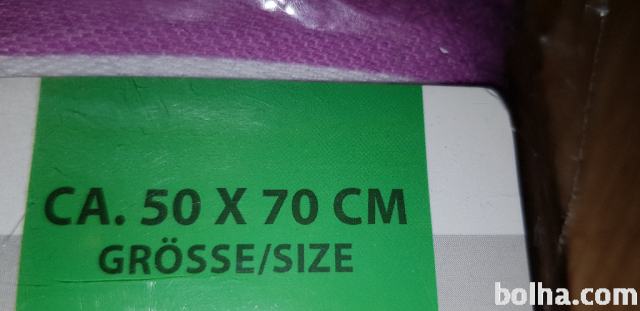 CA. 50 X 70 CM
GRÖSSE/SIZE
bolha.com